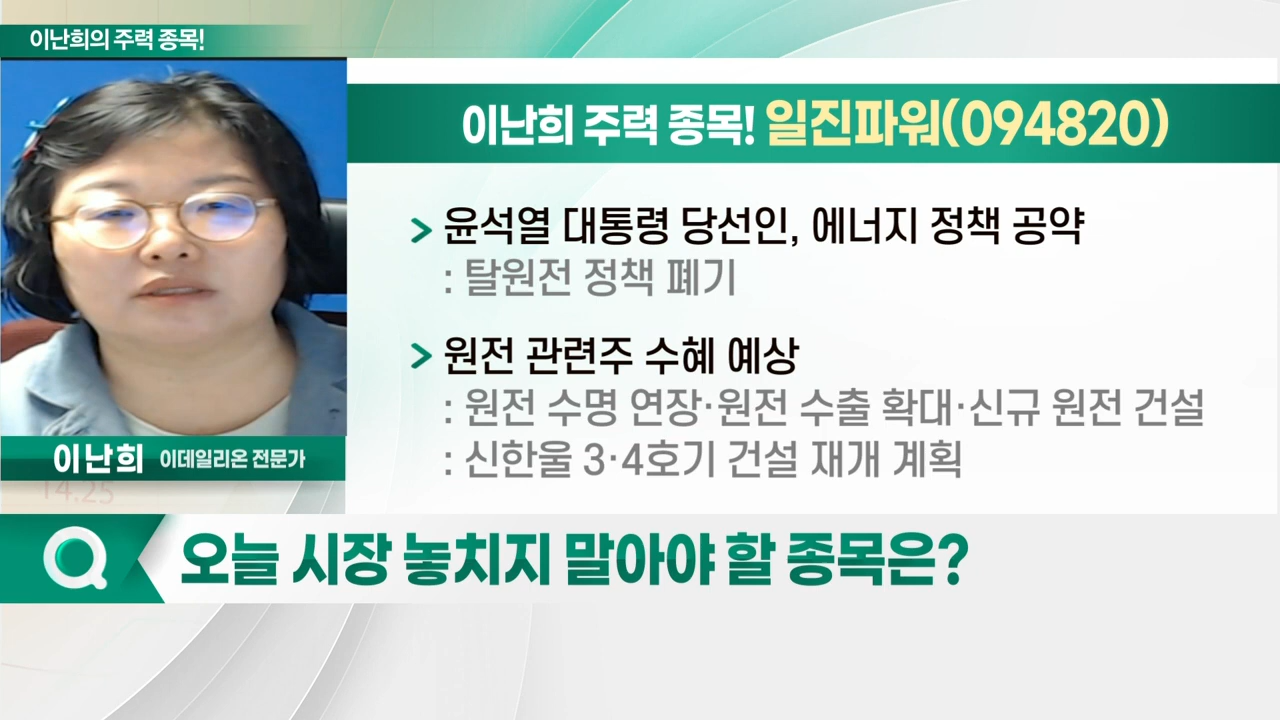 이난희의 주력 종목!
이난희 주력 종목! 일진파워(094820)
윤석열 대통령 당선인, 에너지 정책 공약
: 탈원전 정책 폐기
원전 관련주 수혜 예상
: 원전 수명 연장·원전 수출 확대·신규 원전 건설
: 신한울 3·4호기 건설 재개 계획
이난희 이데일리온 전문가
14:25
Q 오늘 시장 놓치지 말아야 할 종목은?